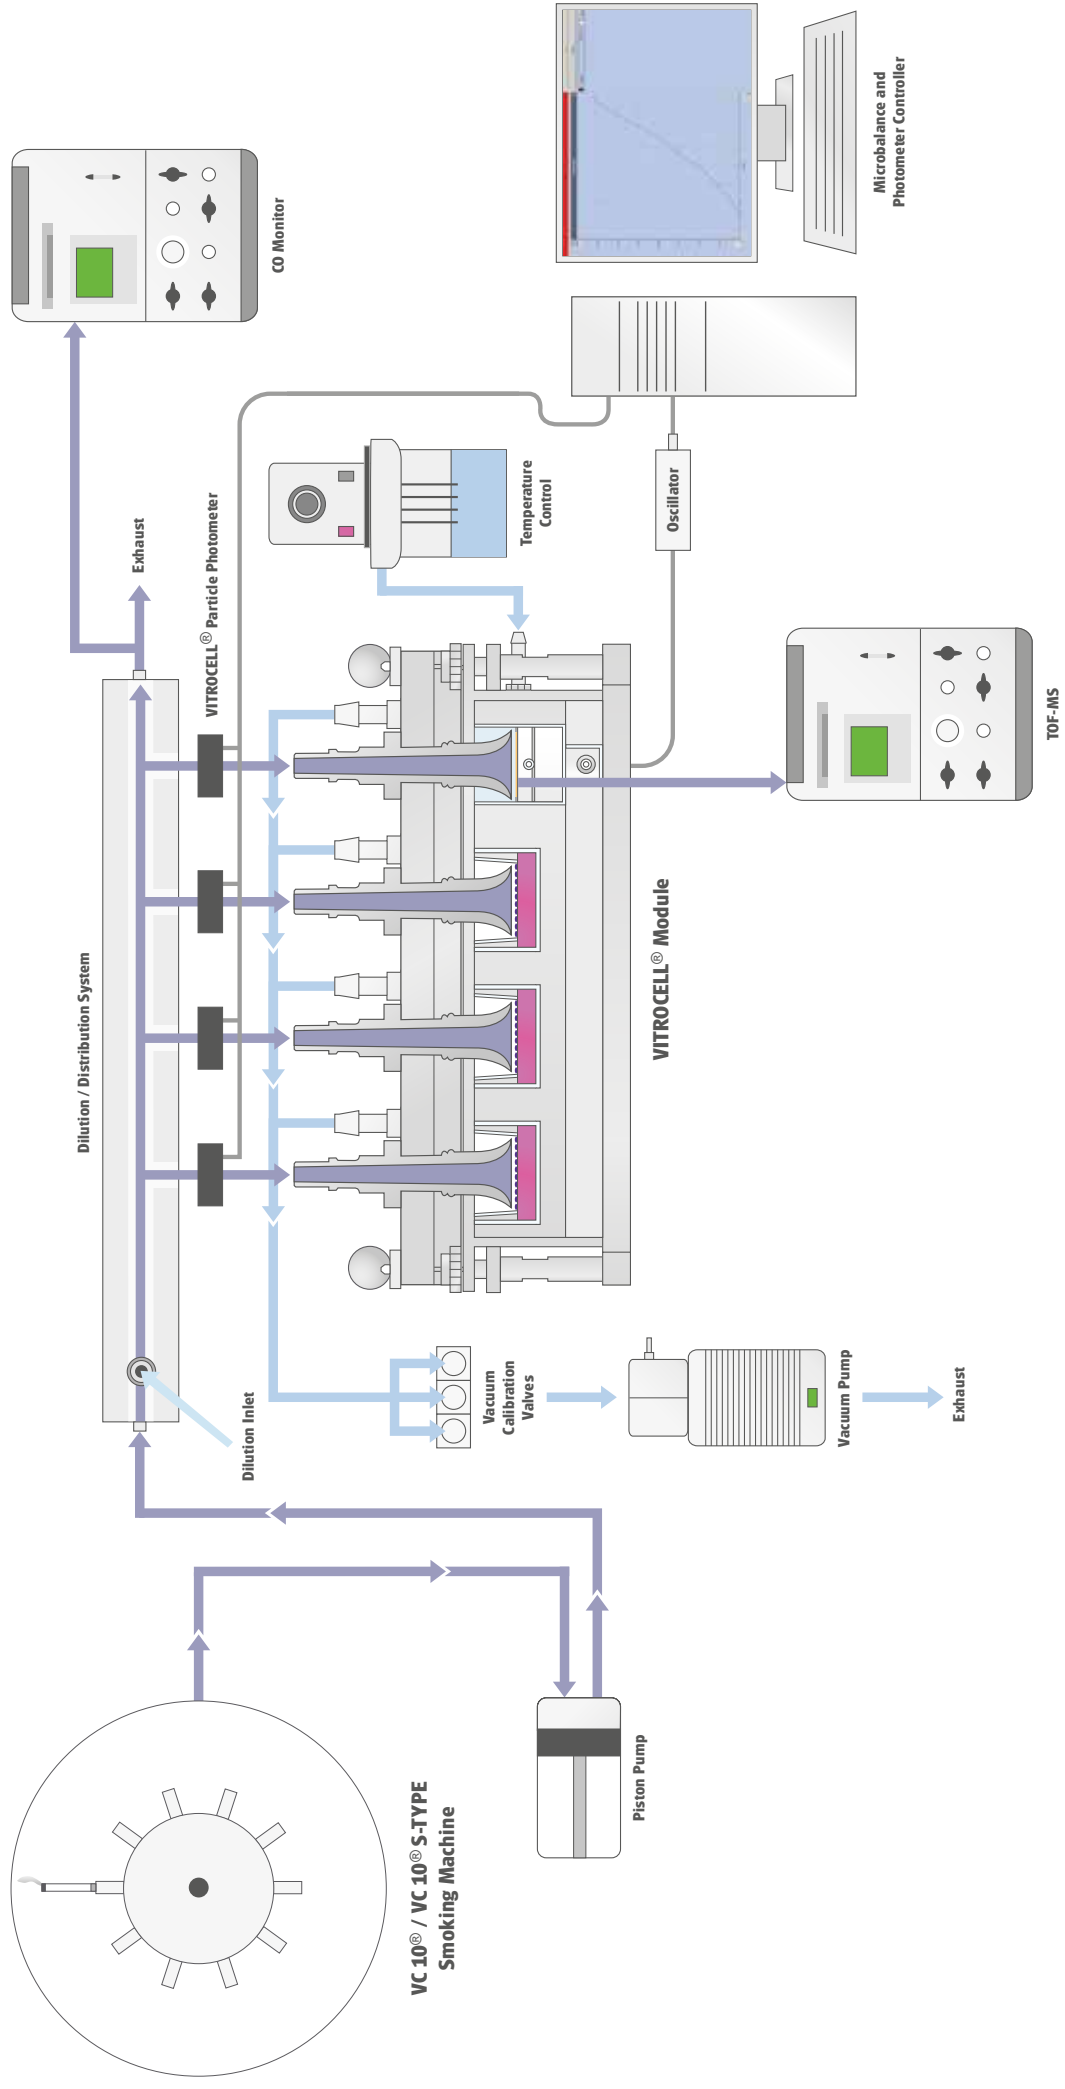 VC 10® / VC 10® S-TYPE
Smoking Machine
Piston Pump
Dilution Inlet
Dilution / Distribution System
Exhaust
CO Monitor
VITROCELL® Particle Photometer
Temperature
Control
VITROCELL® Module
Vacuum
Calibration
Valves
Vacuum Pump
Exhaust
Oscillator
TOF-MS
Microbalance and
Photometer Controller